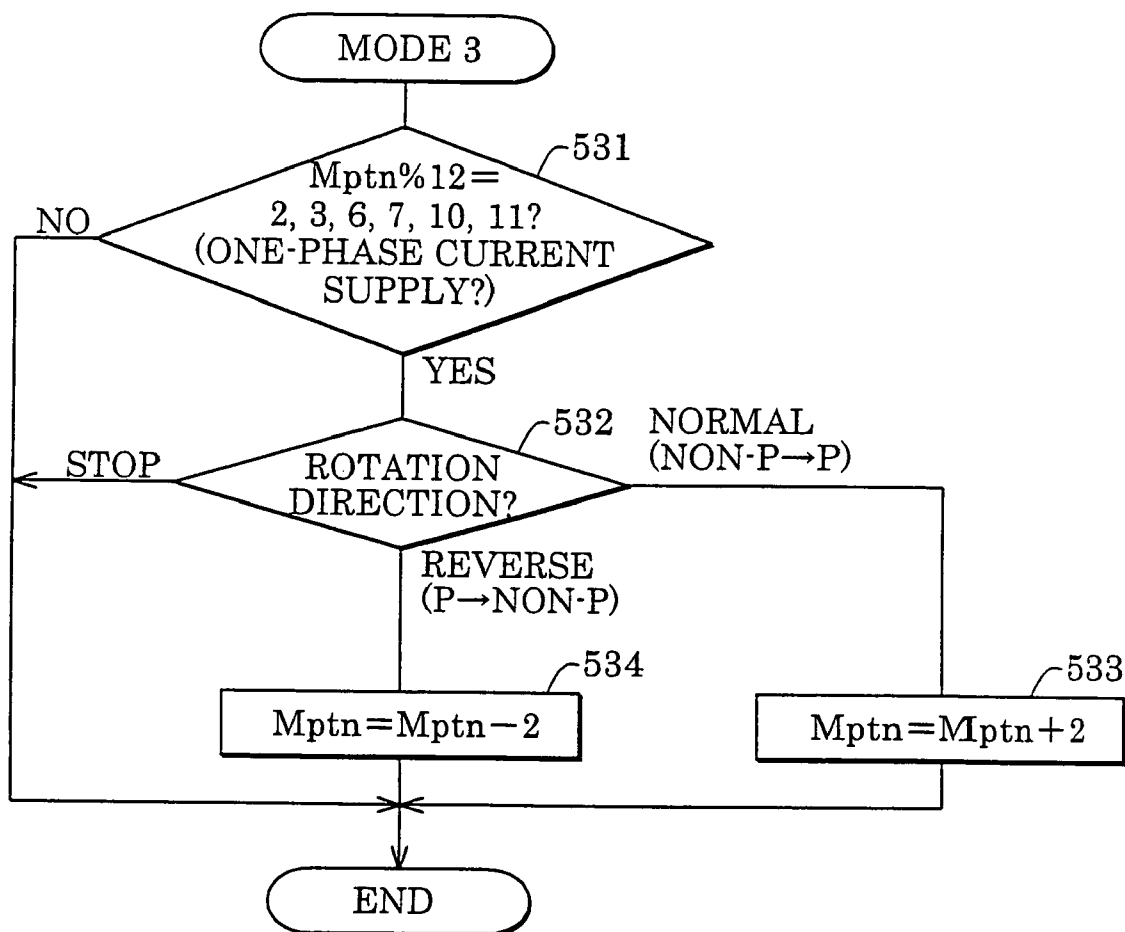 MODE 3
531
Mptn%12=
2, 3, 6, 7, 10, 11?
(ONE-PHASE CURRENT
SUPPLY?)
NO
YES
532
NORMAL
(NON-P→P)
STOP
ROTATION
DIRECTION?
REVERSE
(P→NON-P)
534
533
Mptn=Mptn−2
Mptn=Mptn+2
END